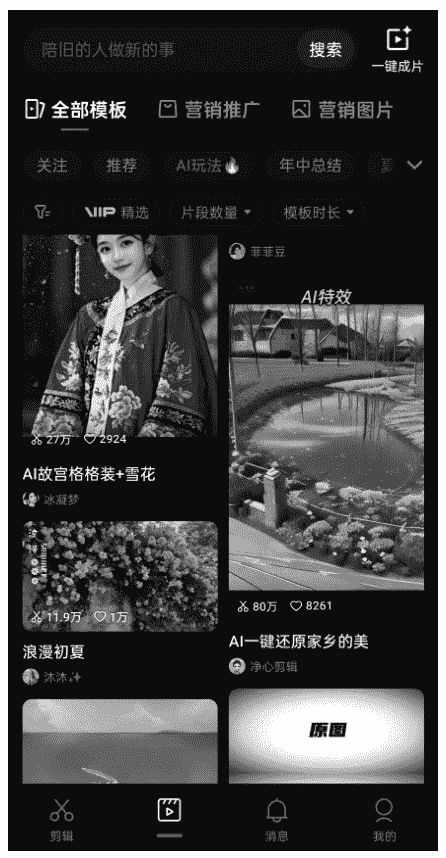 陪旧的人做新的事
搜索
一键成片
全部模板 营销推广 营销图片
关注 推荐 AI玩法🔥 年中总结
VIP 精选 片段数量 模板时长
27万 2924
AI故宫格格装+雪花
冰凝梦
11.9万 1万
浪漫初夏
沐沐✨
菲菲豆
AI特效
80万 8261
AI一键还原家乡的美
净心剪辑
原图
剪辑 消息 我的